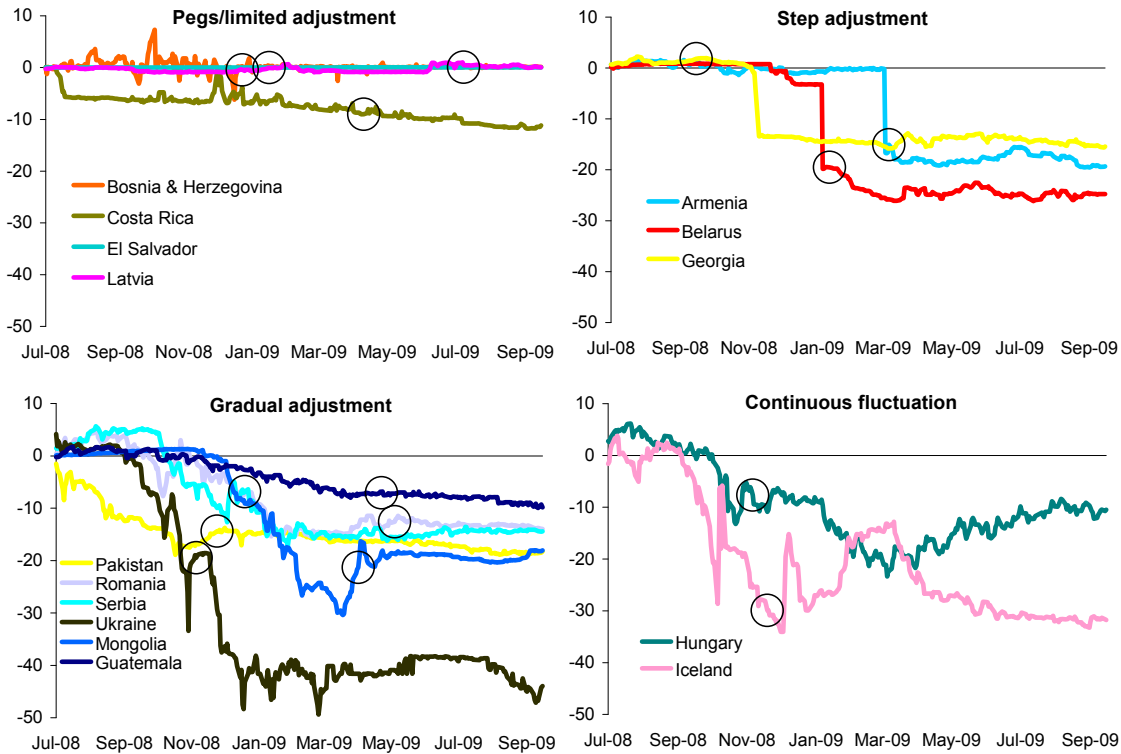 Pegs/limited adjustment
10
0
-10
-20
-30
-40
-50
Bosnia & Herzegovina
Costa Rica
El Salvador
Latvia
Jul-08 Sep-08 Nov-08 Jan-09 Mar-09 May-09 Jul-09 Sep-09
Step adjustment
10
0
-10
-20
-30
-40
-50
Armenia
Belarus
Georgia
Jul-08 Sep-08 Nov-08 Jan-09 Mar-09 May-09 Jul-09 Sep-09
Gradual adjustment
10
0
-10
-20
-30
-40
-50
Pakistan
Romania
Serbia
Ukraine
Mongolia
Guatemala
Jul-08 Sep-08 Nov-08 Jan-09 Mar-09 May-09 Jul-09 Sep-09
Continuous fluctuation
10
0
-10
-20
-30
-40
-50
Hungary
Iceland
Jul-08 Sep-08 Nov-08 Jan-09 Mar-09 May-09 Jul-09 Sep-09